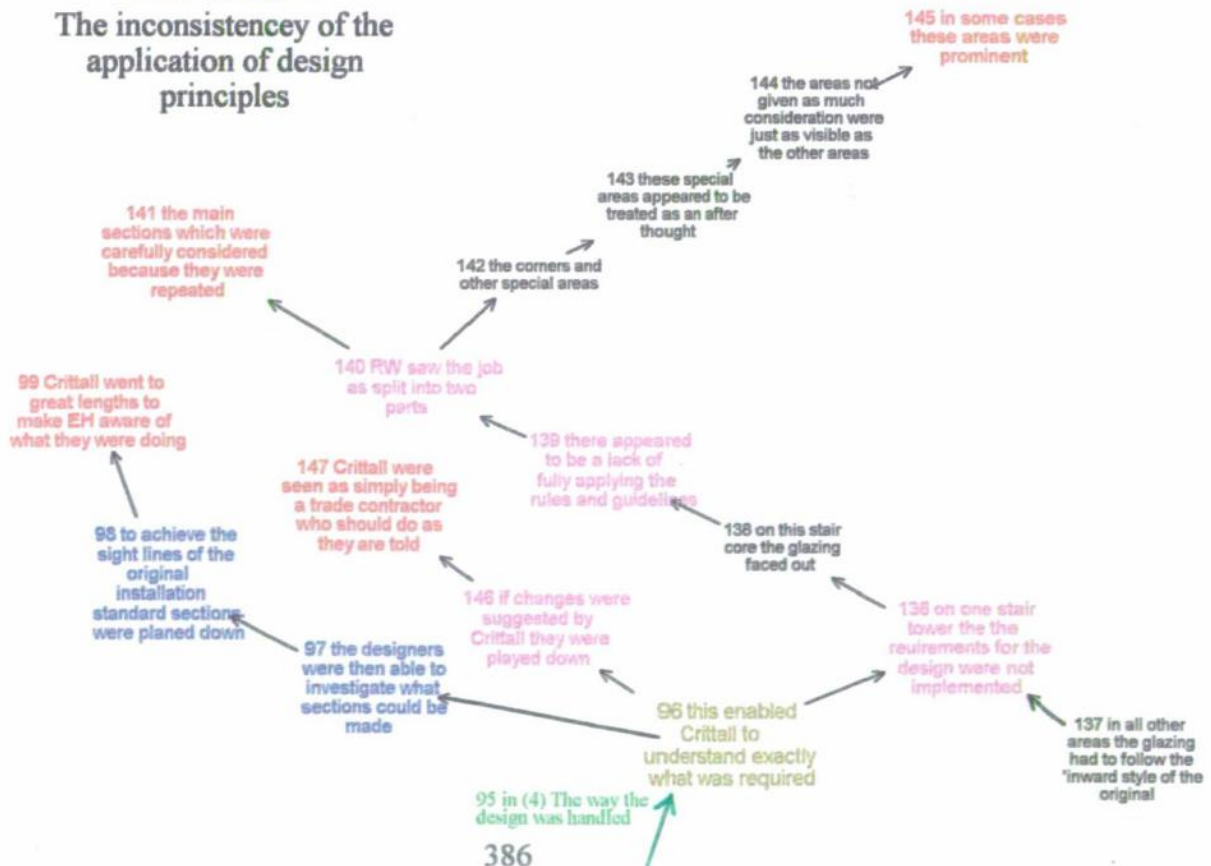 The inconsistencey of the
application of design
principles
145 in some cases
these areas were
prominent
144 the areas not
given as much
consideration were
just as visible as
the other areas
143 these special
areas appeared to be
treated as an after
thought
141 the main
sections which were
carefully considered
because they were
repeated
142 the corners and
other special areas
140 RW saw the job
as split into two
parts
99 Crittall went to
great lengths to
make EH aware of
what they were doing
139 there appeared
to be a lack of
fully applying the
rules and guidelines
147 Crittall were
seen as simply being
a trade contractor
who should do as
they are told
98 to achieve the
sight lines of the
original
installation
standard sections
were planed down
138 on this stair
core the glazing
faced out
146 if changes were
suggested by
Crittall they were
played down
136 on one stair
tower the the
reuirements for the
design were not
implemented
97 the designers
were then able to
investigate what
sections could be
made
96 this enabled
Crittall to
understand exactly
what was required
137 in all other
areas the glazing
had to follow the
'inward style of the
original
95 in (4) The way the
design was handled
386